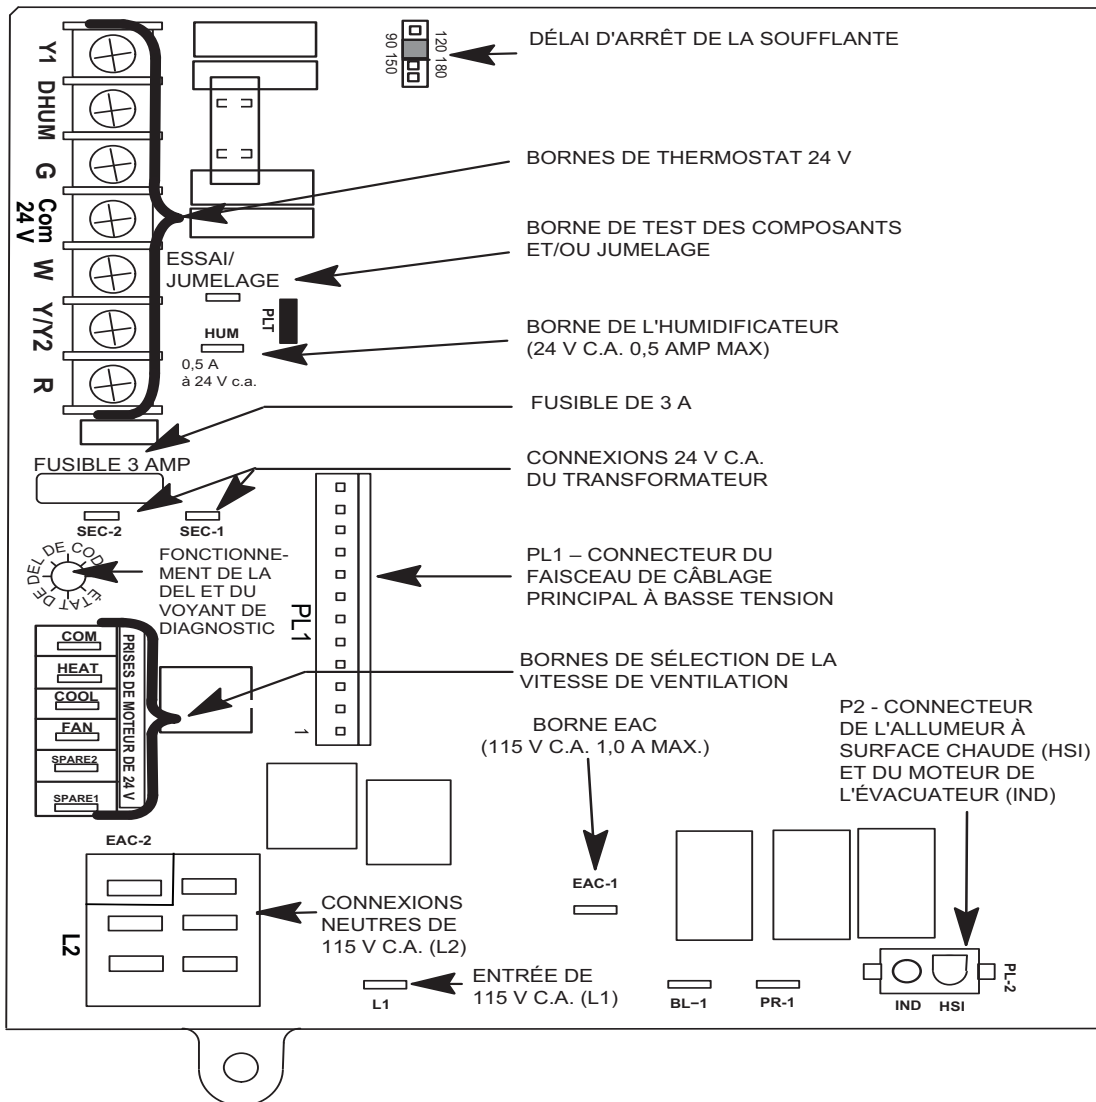 120 180
90 150
DÉLAI D'ARRÊT DE LA SOUFFLANTE
Y1
DHUM
G
Com
24 V
W
Y/Y2
R
BORNES DE THERMOSTAT 24 V
BORNE DE TEST DES COMPOSANTS
ET/OU JUMELAGE
ESSAI/
JUMELAGE
PLT
HUM
0,5 A
à 24 V c.a.
BORNE DE L'HUMIDIFICATEUR
(24 V C.A. 0,5 AMP MAX)
FUSIBLE DE 3 A
FUSIBLE 3 AMP
CONNEXIONS 24 V C.A.
DU TRANSFORMATEUR
SEC-2
SEC-1
ÉTAT DE DEL DE COD
FONCTIONNE-
MENT DE LA
DEL ET DU
VOYANT DE
DIAGNOSTIC
PL1
1
PL1 – CONNECTEUR DU
FAISCEAU DE CÂBLAGE
PRINCIPAL À BASSE TENSION
COM
HEAT
COOL
FAN
SPARE2
SPARE1
PRISES DE MOTEUR DE 24 V
BORNES DE SÉLECTION DE LA
VITESSE DE VENTILATION
BORNE EAC
(115 V C.A. 1,0 A MAX.)
P2 - CONNECTEUR
DE L'ALLUMEUR À
SURFACE CHAUDE (HSI)
ET DU MOTEUR DE
L'ÉVACUATEUR (IND)
EAC-2
L2
CONNEXIONS
NEUTRES DE
115 V C.A. (L2)
EAC-1
L1
ENTRÉE DE
115 V C.A. (L1)
BL–1
PR-1
IND
HSI
PL-2